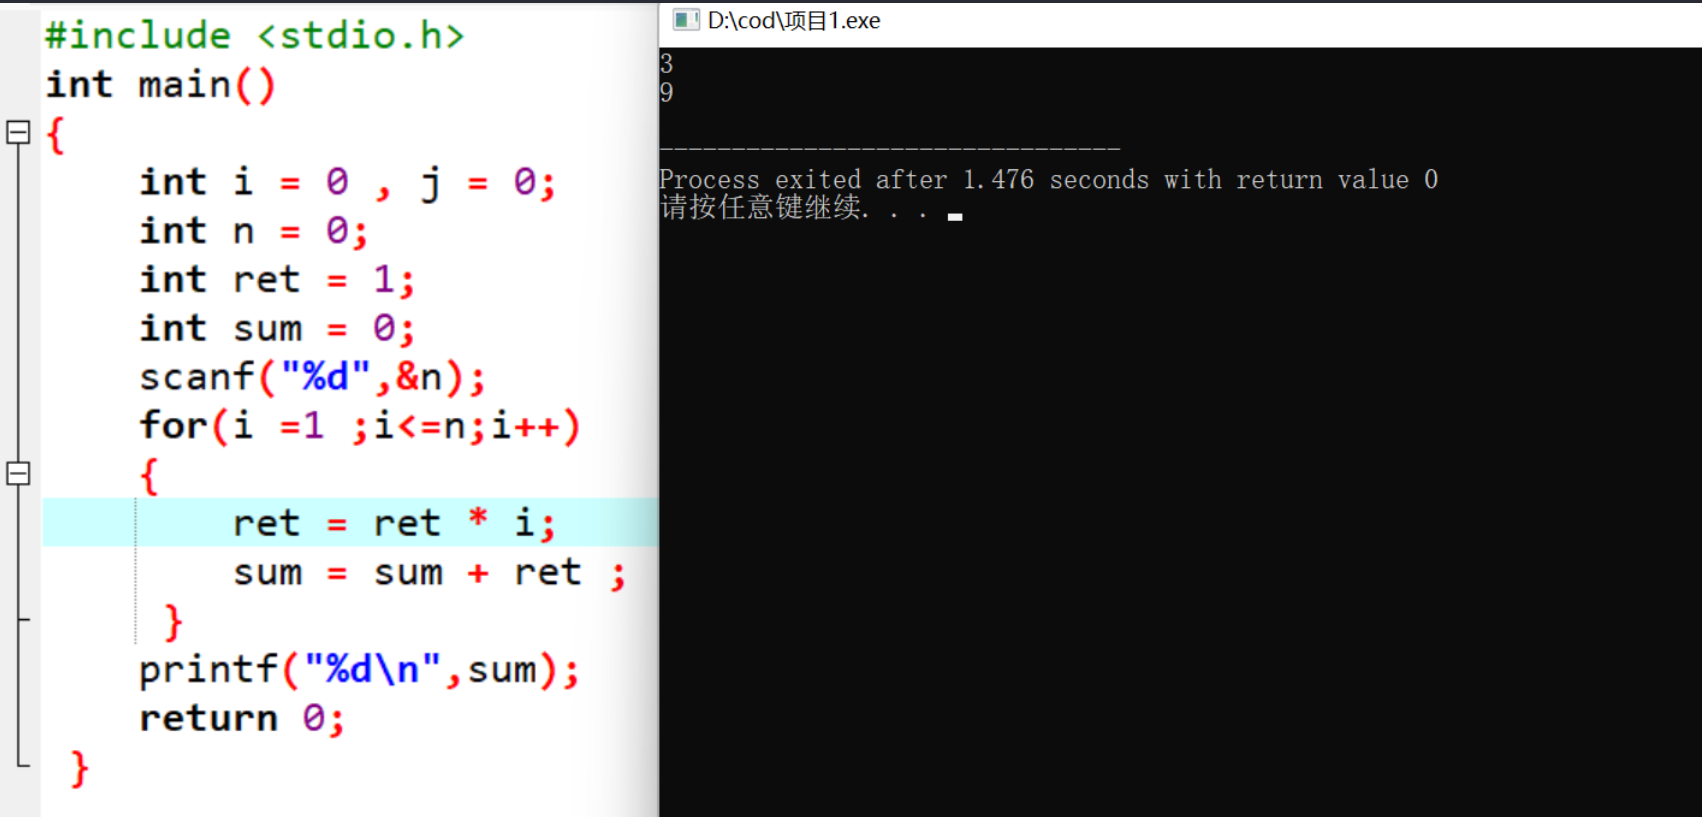 #include <stdio.h>
int main()
{
int i = 0 , j = 0;
int n = 0;
int ret = 1;
int sum = 0;
scanf("%d",&n);
for(i =1 ;i<=n;i++)
{
ret = ret * i;
sum = sum + ret ;
}
printf("%d\n",sum);
return 0;
}
D:\cod\项目1.exe
3
9
--------------------------------
Process exited after 1.476 seconds with return value 0
请按任意键继续. . .